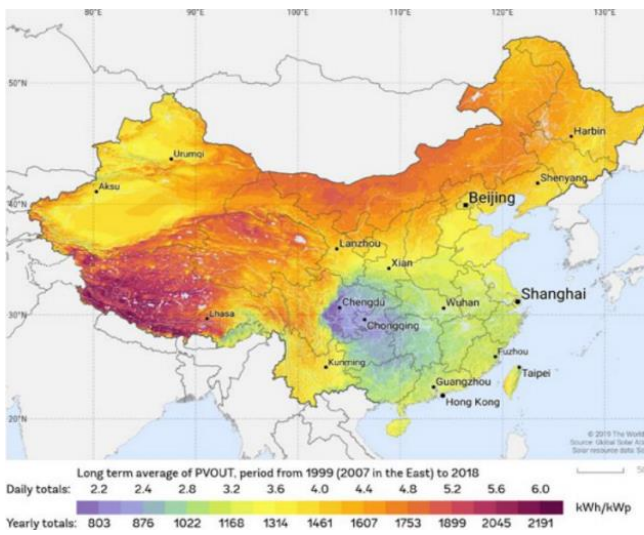 80°E 90°E 100°E 110°E 120°E 130°E
50°N
Harbin
Urumqi
Shenyang
Aksu
40°N
Beijing
Lanzhou
Xian
Shanghai
Chengdu
Wuhan
30°N
Lhasa
Chongqing
Fuzhou
Kunming
Taipei
Guangzhou
Hong Kong
20°N
© 2019 The World
Source: Global Solar
Solar resource data: So
Long term average of PVOUT, period from 1999 (2007 in the East) to 2018
Daily totals: 2.2 2.4 2.8 3.2 3.6 4.0 4.4 4.8 5.2 5.6 6.0
kWh/kWp
Yearly totals: 803 876 1022 1168 1314 1461 1607 1753 1899 2045 2191